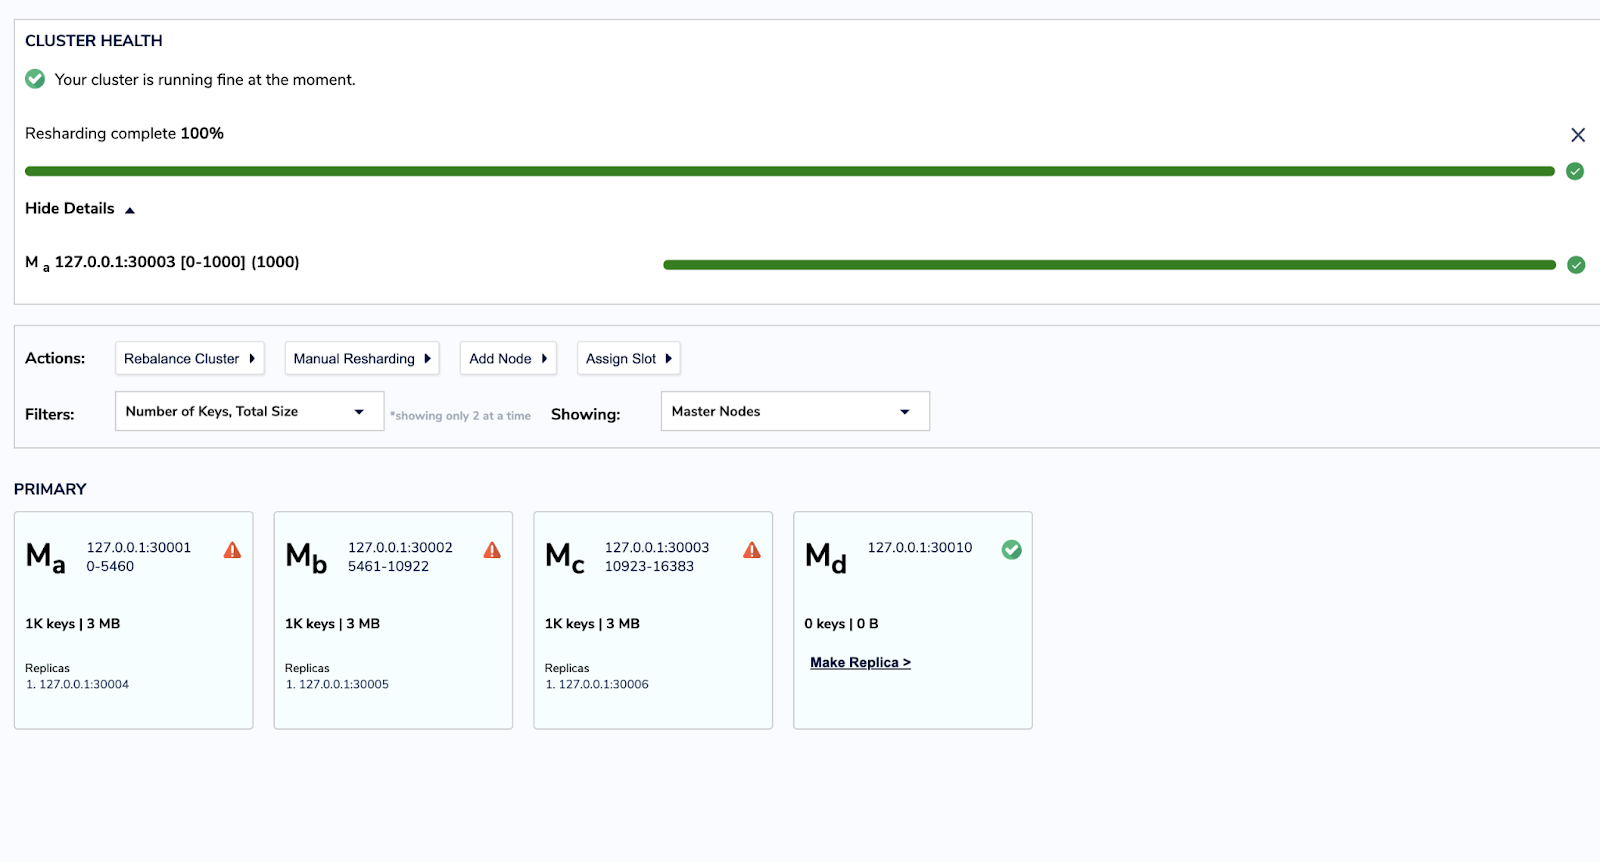 CLUSTER HEALTH
Your cluster is running fine at the moment.
Resharding complete 100%
Hide Details
M a 127.0.0.1:30003 [0-1000] (1000)
Actions: Rebalance Cluster Manual Resharding Add Node Assign Slot
Filters: Number of Keys, Total Size *showing only 2 at a time Showing: Master Nodes
PRIMARY
Ma 127.0.0.1:30001
0-5460
1K keys | 3 MB
Replicas
1. 127.0.0.1:30004
Mb 127.0.0.1:30002
5461-10922
1K keys | 3 MB
Replicas
1. 127.0.0.1:30005
Mc 127.0.0.1:30003
10923-16383
1K keys | 3 MB
Replicas
1. 127.0.0.1:30006
Md 127.0.0.1:30010
0 keys | 0 B
Make Replica >